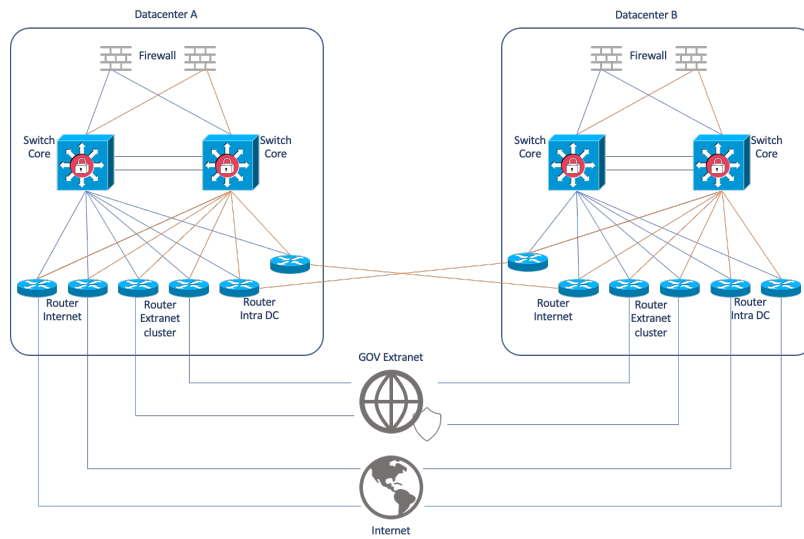 Datacenter A
Datacenter B
Firewall
Firewall
Switch
Core
Switch
Core
Switch
Core
Switch
Core
Router
Internet
Router
Extranet
cluster
Router
Intra DC
Router
Internet
Router
Extranet
cluster
Router
Intra DC
GOV Extranet
Internet